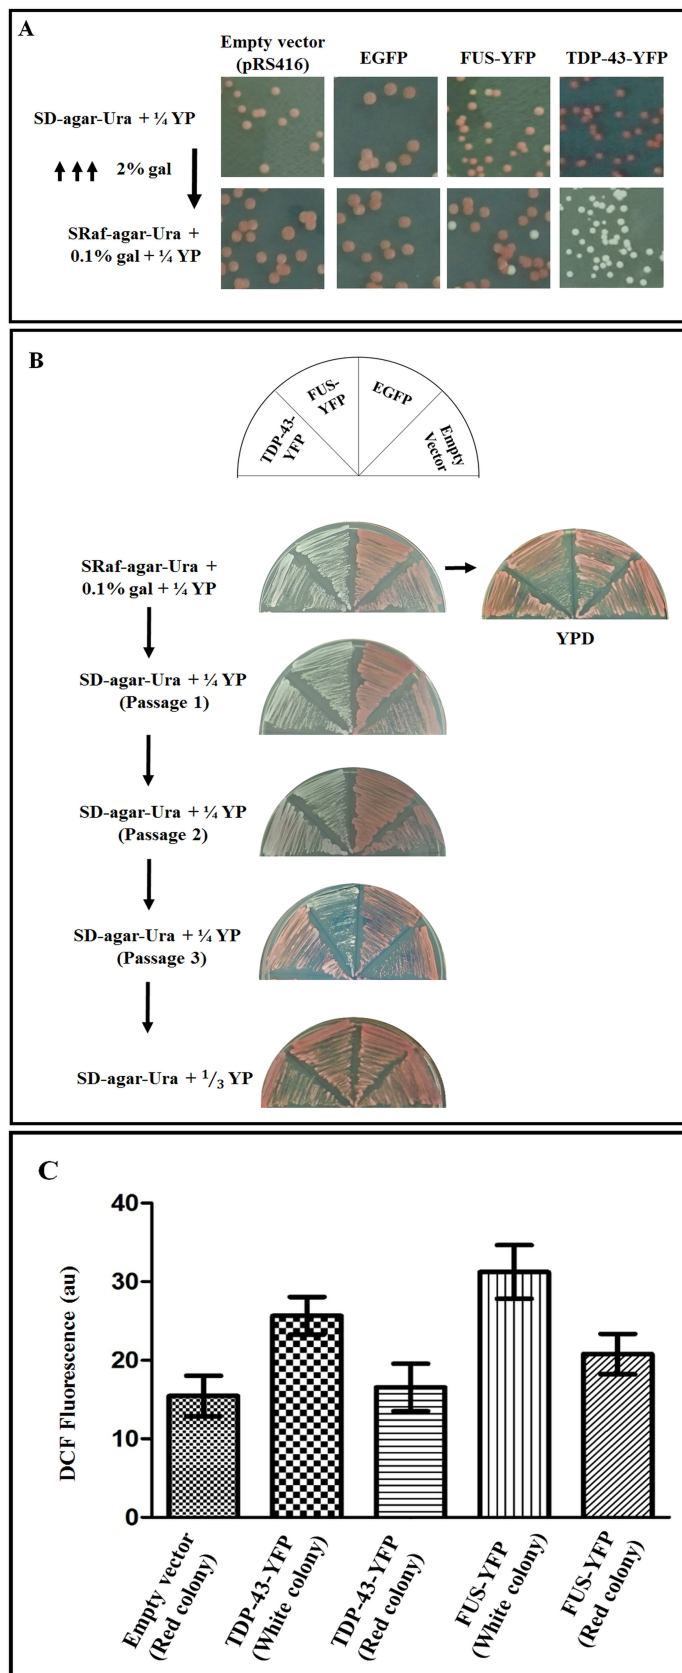 A
Empty vector
(pRS416)
EGFP
FUS-YFP
TDP-43-YFP
SD-agar-Ura + ¼ YP
2% gal
SRaf-agar-Ura +
0.1% gal + ¼ YP
B
TDP-43-
YFP
FUS-
YFP
EGFP
Empty
Vector
SRaf-agar-Ura +
0.1% gal + ¼ YP
YPD
SD-agar-Ura + ¼ YP
(Passage 1)
SD-agar-Ura + ¼ YP
(Passage 2)
SD-agar-Ura + ¼ YP
(Passage 3)
SD-agar-Ura + 1/3 YP
C
DCF Fluorescence (au)
40
30
20
10
0
Empty vector
(Red colony)
TDP-43-YFP
(White colony)
TDP-43-YFP
(Red colony)
FUS-YFP
(White colony)
FUS-YFP
(Red colony)